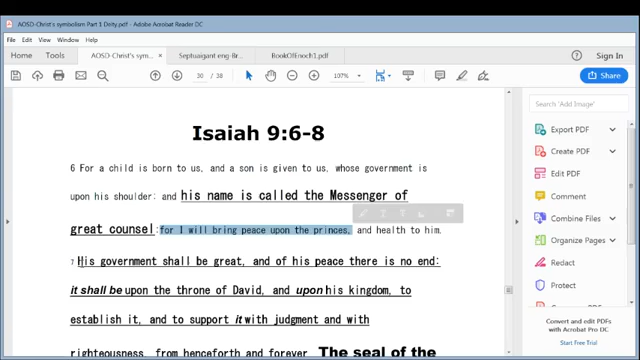 AOSD-Christ's symbolism Part 1 Deity.pdf - Adobe Acrobat Reader DC
File Edit View Window Help
Home Tools AOSD-Christ's sym... × Septuaigant eng-Br... BookOfEnoch1.pdf Sign In
30 / 38 107% Share
Isaiah 9:6-8
6 For a child is born to us, and a son is given to us, whose government is
upon his shoulder: and his name is called the Messenger of
great counsel:for I will bring peace upon the princes, and health to him.
7 His government shall be great, and of his peace there is no end:
it shall be upon the throne of David, and upon his kingdom, to
establish it, and to support it with judgment and with
righteousness, from henceforth and forever. The seal of the
Search 'Add Image'
Export PDF
Create PDF
Edit PDF
Comment
Combine Files
Organize Pages
Redact
Protect
Convert and edit PDFs
with Acrobat Pro DC
Start Free Trial